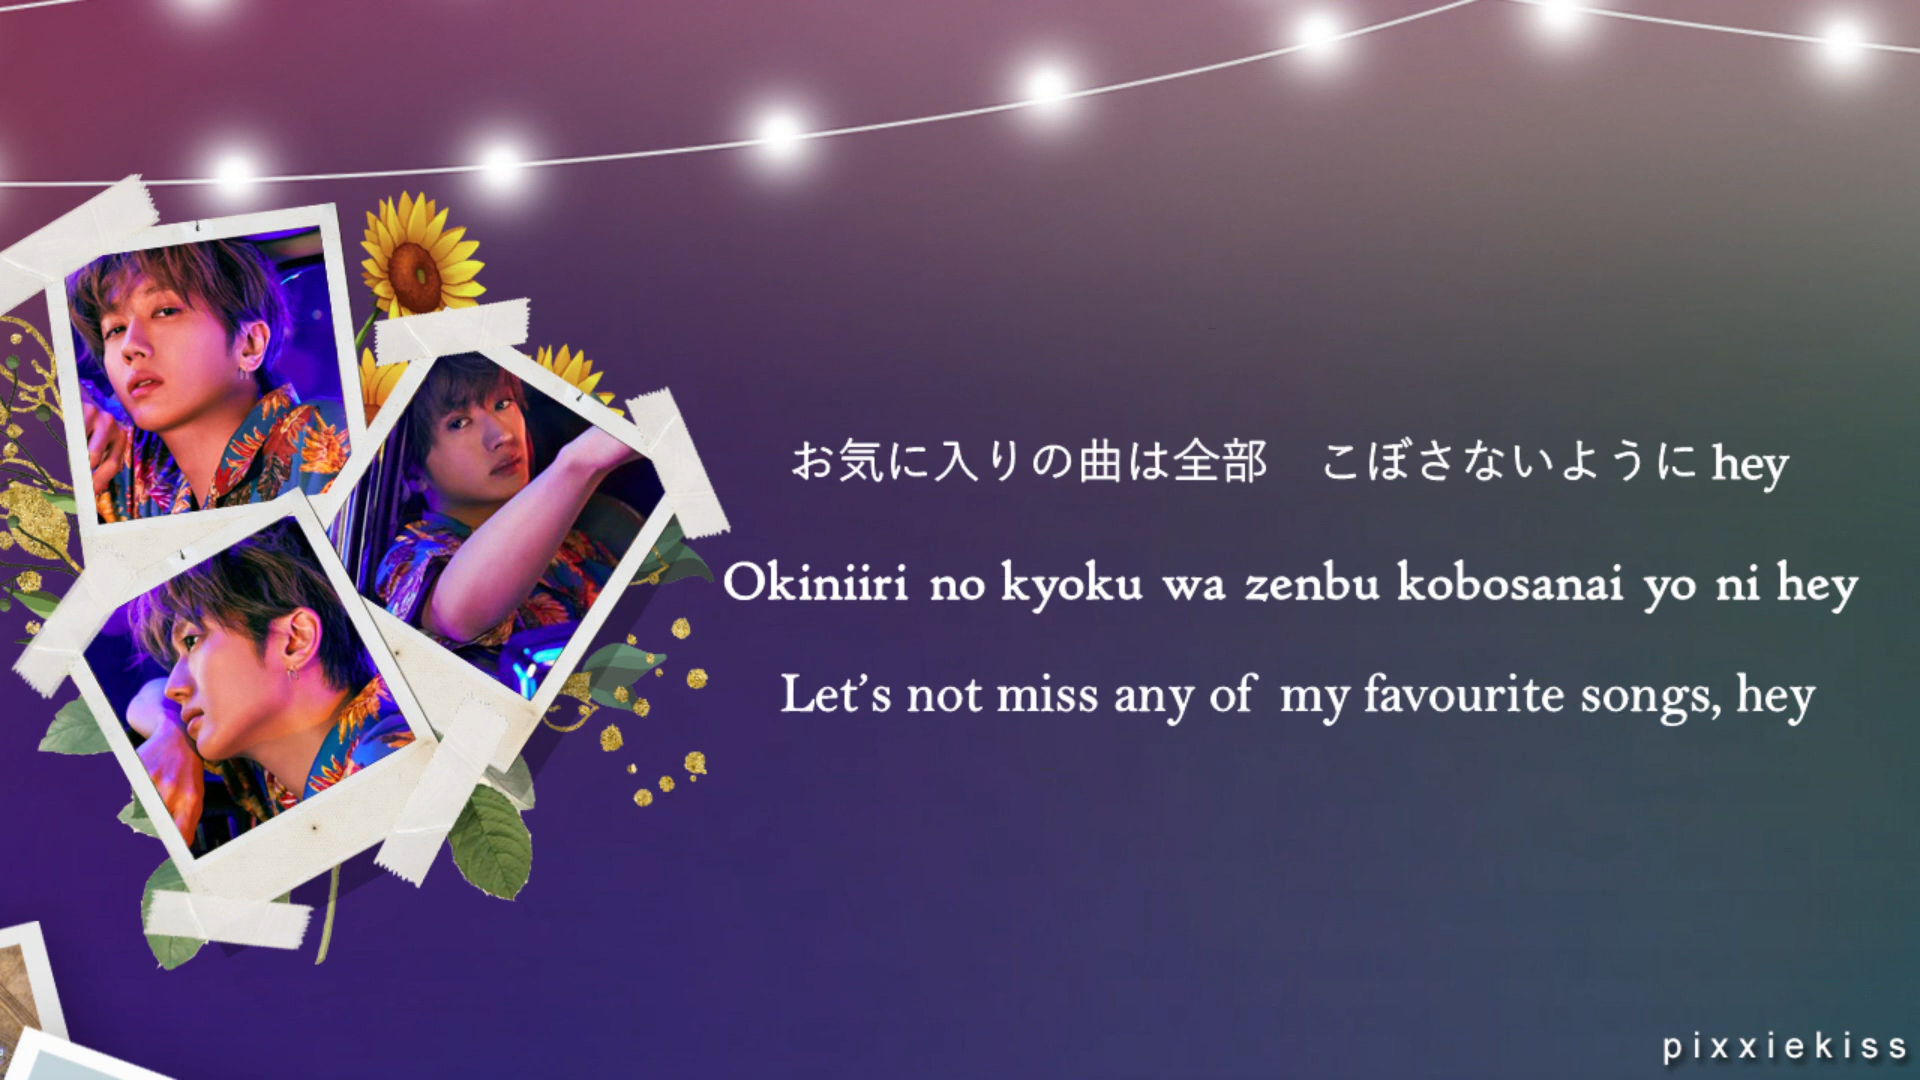 お気に入りの曲は全部　こぼさないように hey
Okiniiri no kyoku wa zenbu kobosanai yo ni hey
Let's not miss any of my favourite songs, hey
pixxiekiss